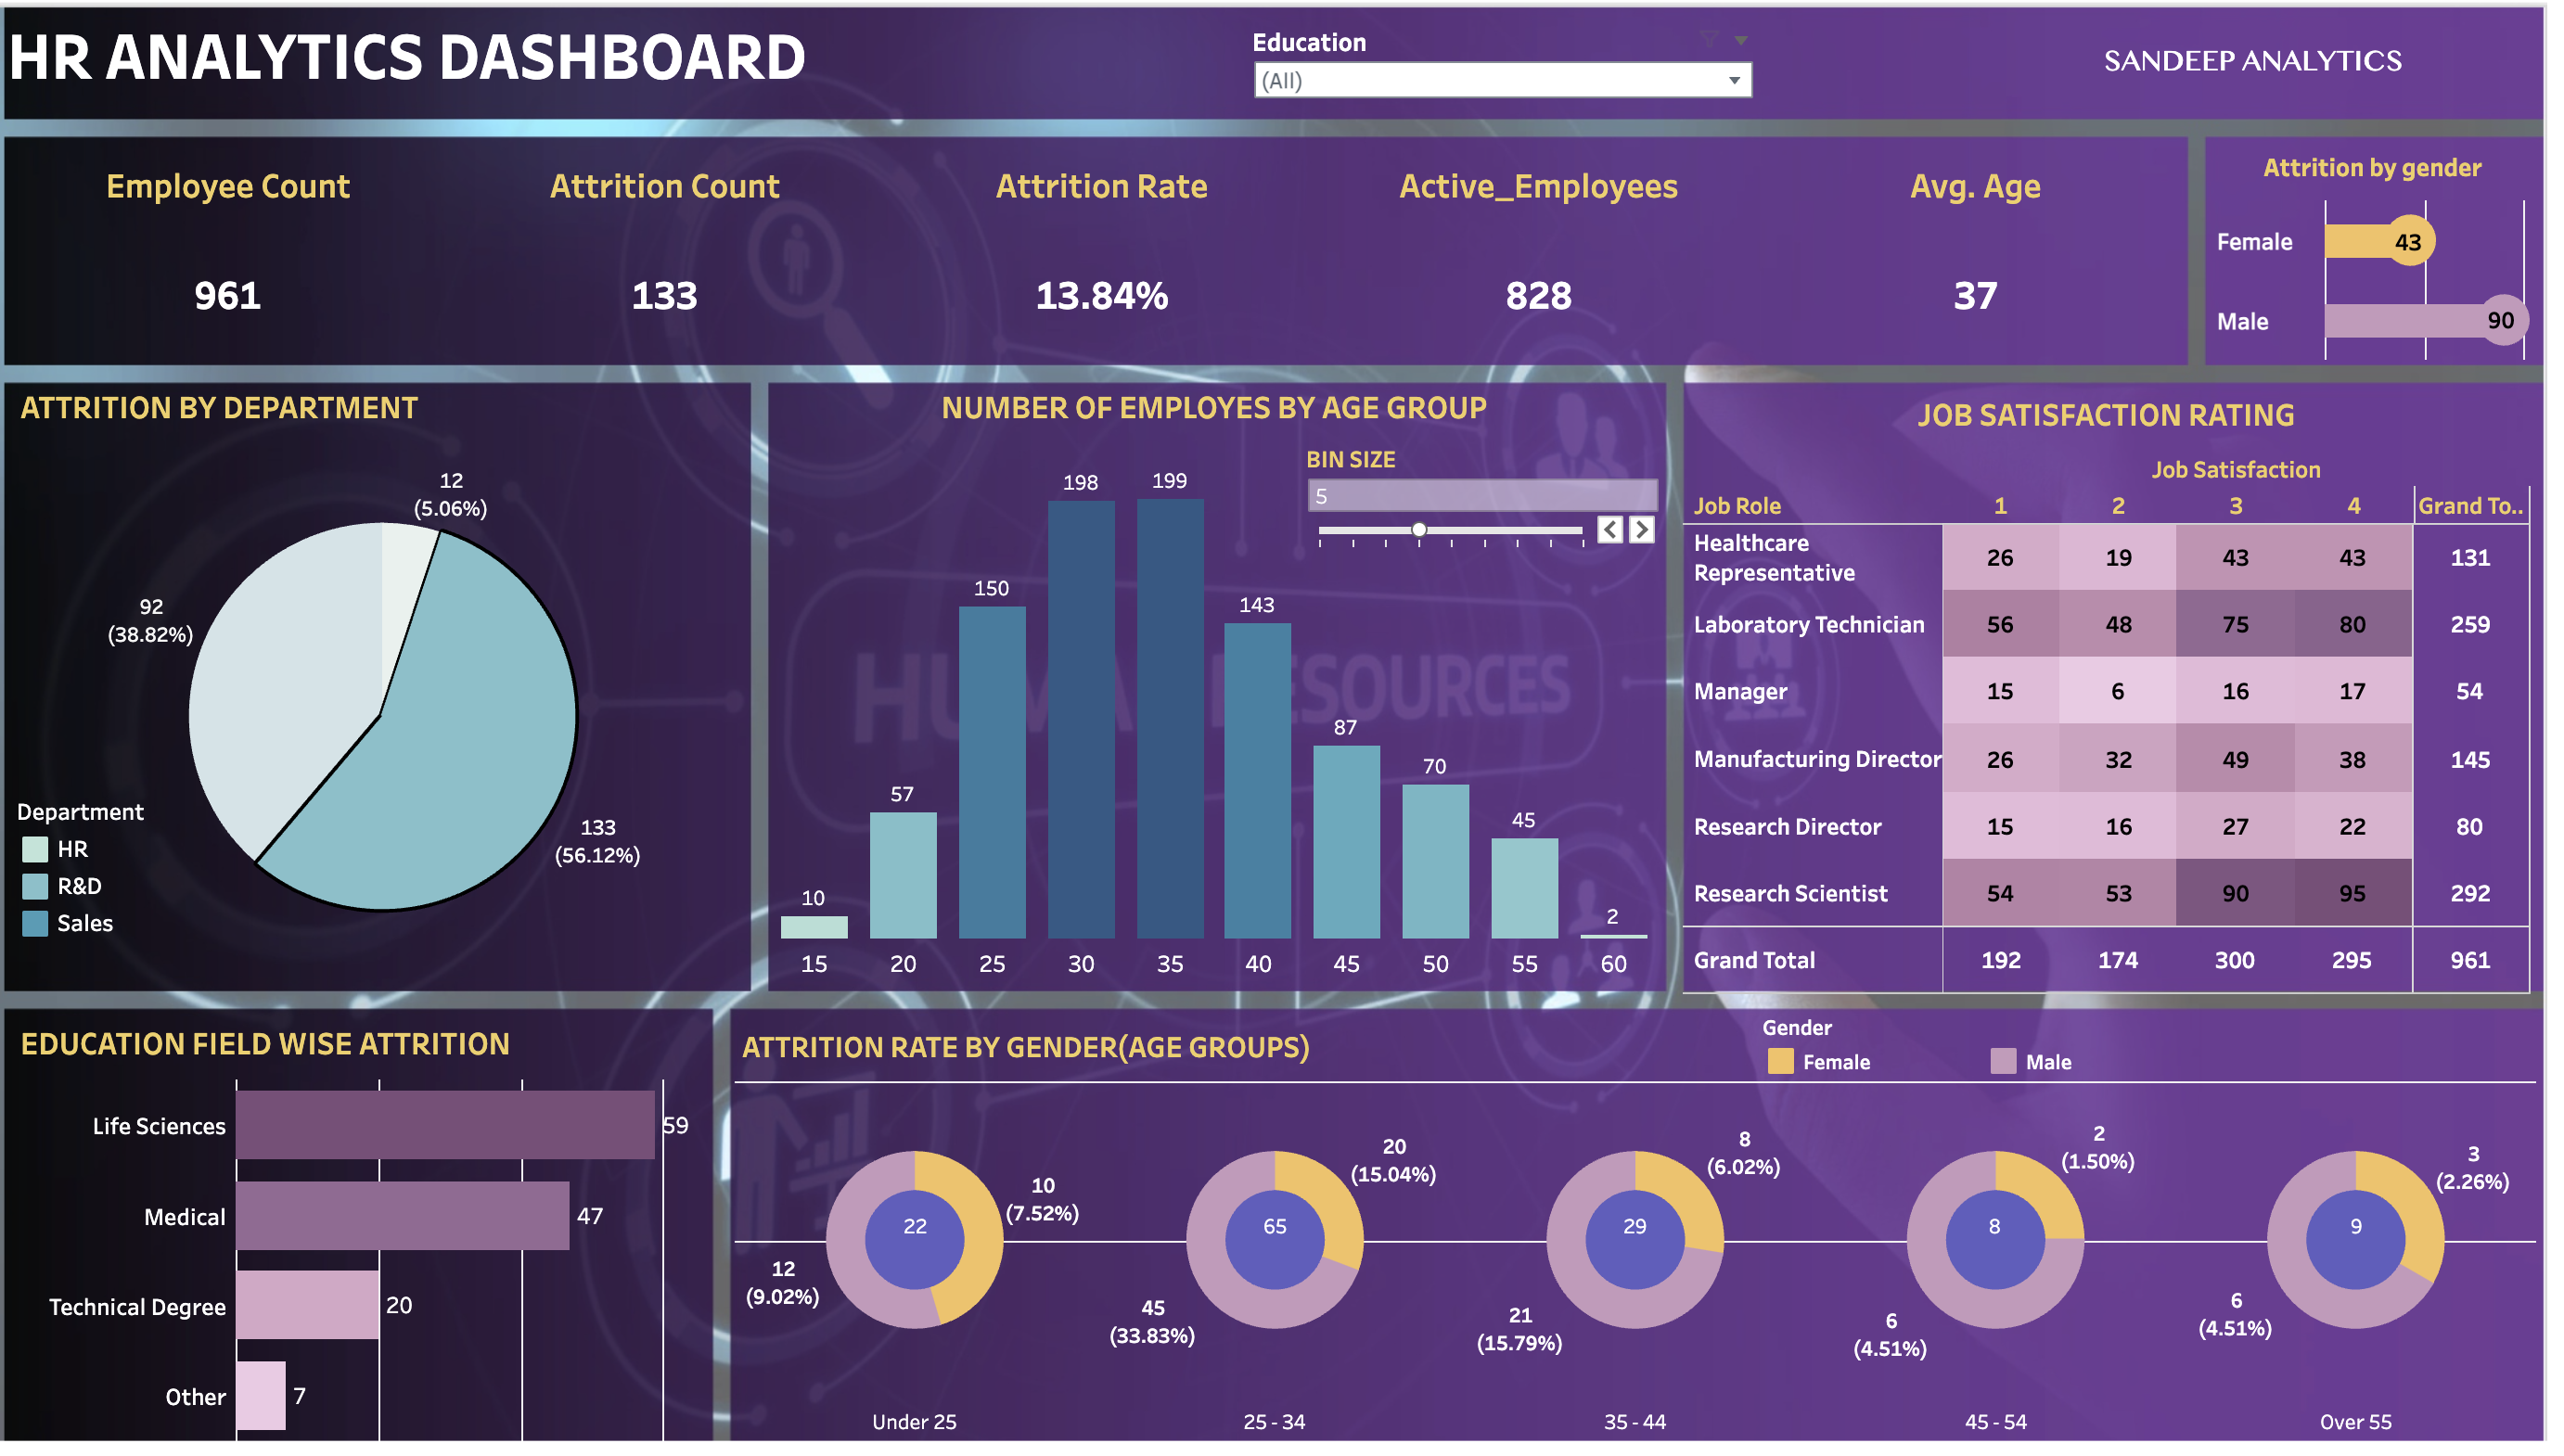 HR ANALYTICS DASHBOARD
Education
(All)
SANDEEP ANALYTICS
Employee Count
Attrition Count
Attrition Rate
Active_Employees
Avg. Age
961
133
13.84%
828
37
Attrition by gender
Female
43
Male
90
ATTRITION BY DEPARTMENT
12
(5.06%)
92
(38.82%)
133
(56.12%)
Department
HR
R&D
Sales
NUMBER OF EMPLOYES BY AGE GROUP
BIN SIZE
5
10
57
150
198
199
143
87
70
45
2
15
20
25
30
35
40
45
50
55
60
JOB SATISFACTION RATING
Job Satisfaction
Job Role 1 2 3 4 Grand To..
Healthcare
Representative 26 19 43 43 131
Laboratory Technician 56 48 75 80 259
Manager 15 6 16 17 54
Manufacturing Director 26 32 49 38 145
Research Director 15 16 27 22 80
Research Scientist 54 53 90 95 292
Grand Total 192 174 300 295 961
EDUCATION FIELD WISE ATTRITION
Life Sciences 59
Medical 47
Technical Degree 20
Other 7
ATTRITION RATE BY GENDER(AGE GROUPS)
Gender
Female
Male
22
10
(7.52%)
12
(9.02%)
65
20
(15.04%)
45
(33.83%)
29
8
(6.02%)
21
(15.79%)
8
2
(1.50%)
6
(4.51%)
9
3
(2.26%)
6
(4.51%)
Under 25
25 - 34
35 - 44
45 - 54
Over 55